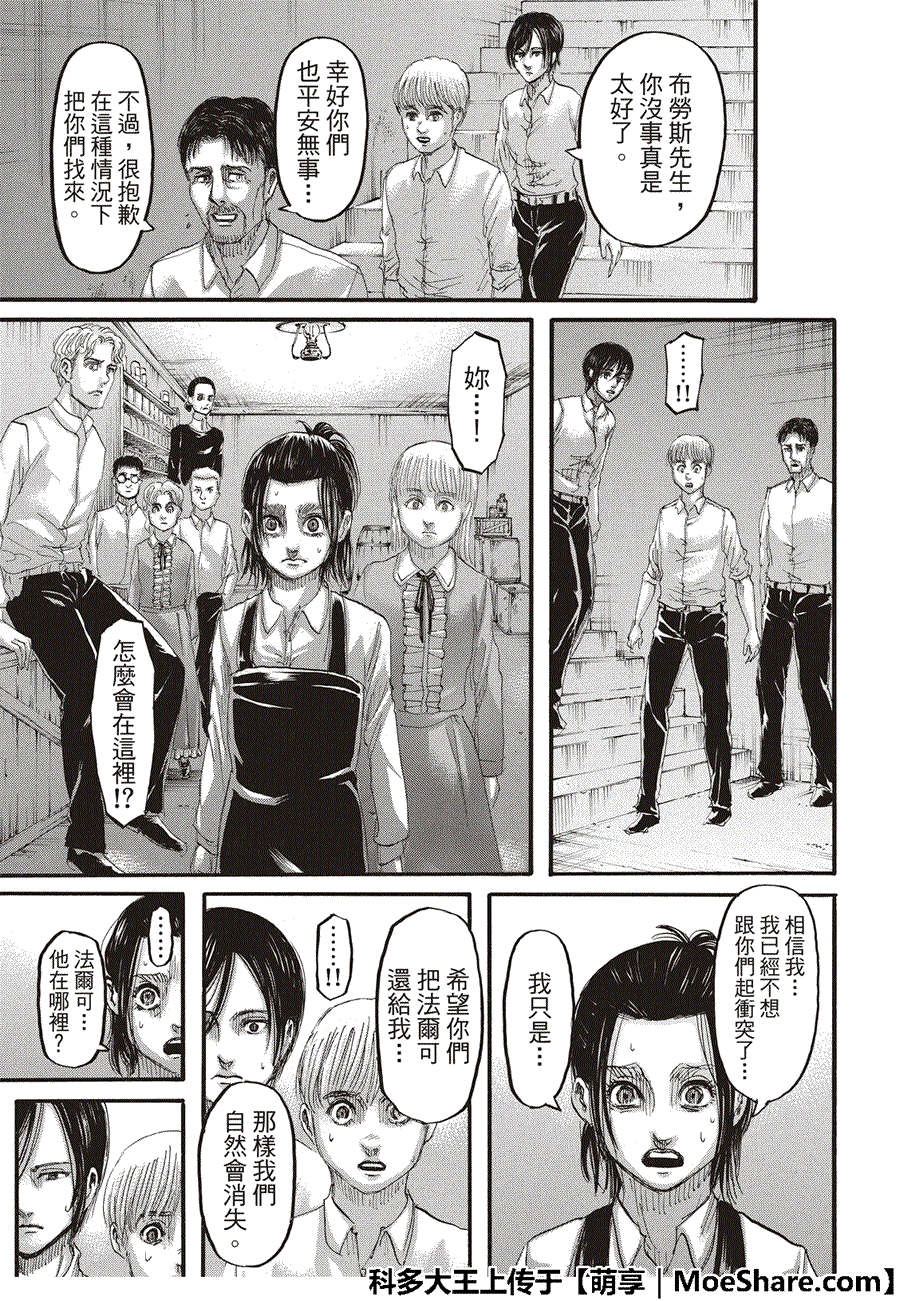 布勞斯先生，
你沒事真是
太好了。
幸好你們
也平安無事…
不過，很抱歉
在這種情況下
把你們找來。
……!!
妳…！
怎麼會在這裡!?
相信我…
我已經不想
跟你們起衝突了…
我只是…
希望你們
把法爾可
還給我…
……!!
那樣我們
自然會消失。
……
法爾可…
他在哪裡？
科多大王上传于【萌享｜MoeShare.com】